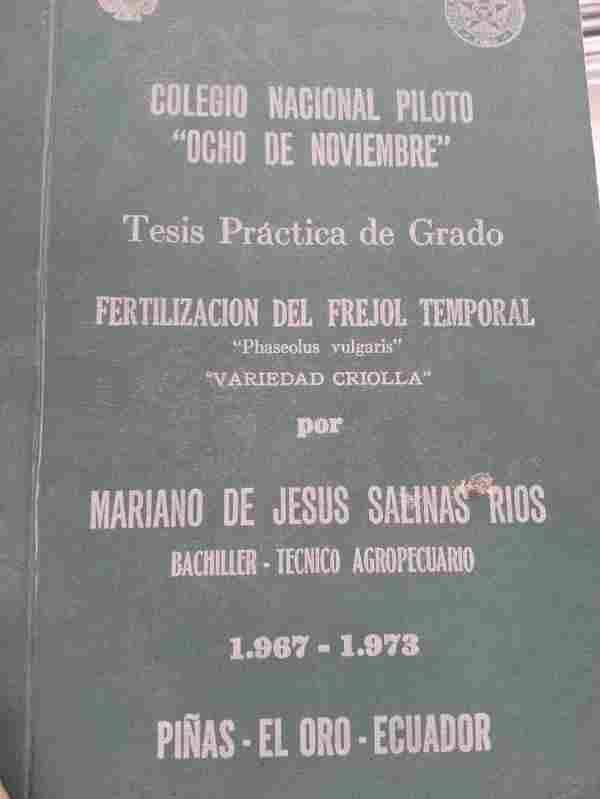 COLEGIO NACIONAL PILOTO
"OCHO DE NOVIEMBRE"
Tesis Práctica de Grado
FERTILIZACION DEL FREJOL TEMPORAL
"Phaseolus vulgaris"
"VARIEDAD CRIOLLA"
por
MARIANO DE JESUS SALINAS RIOS
BACHILLER - TECNICO AGROPECUARIO
1.967 - 1.973
PIÑAS - EL ORO - ECUADOR